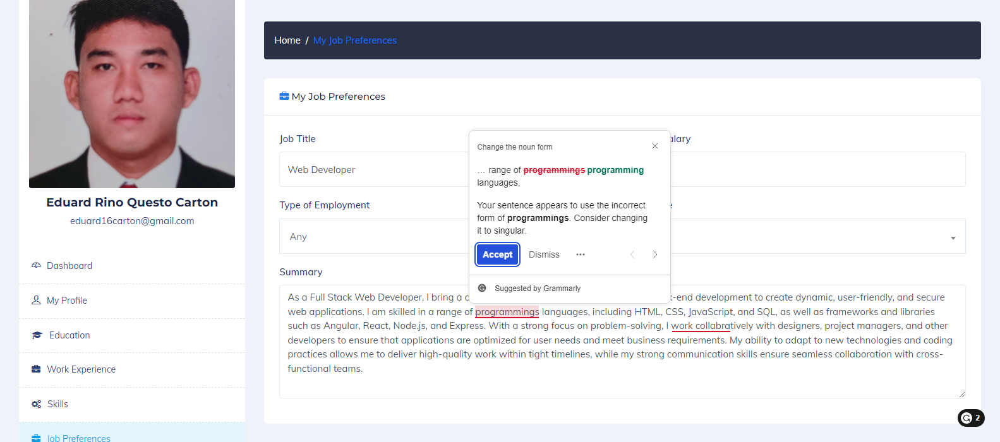 Home / My Job Preferences
Eduard Rino Questo Carton
eduard16carton@gmail.com
Dashboard
My Profile
Education
Work Experience
Skills
Job Preferences
My Job Preferences
Job Title
Web Developer
Type of Employment
Any
Summary
As a Full Stack Web Developer, I bring a
-end development to create dynamic, user-friendly, and secure
web applications. I am skilled in a range of programmings languages, including HTML, CSS, JavaScript, and SQL, as well as frameworks and libraries
such as Angular, React, Node.js, and Express. With a strong focus on problem-solving, I work collabratively with designers, project managers, and other
developers to ensure that applications are optimized for user needs and meet business requirements. My ability to adapt to new technologies and coding
practices allows me to deliver high-quality work within tight timelines, while my strong communication skills ensure seamless collaboration with cross-
functional teams.
Change the noun form
... range of programmings programming
languages,
Your sentence appears to use the incorrect
form of programmings. Consider changing
it to singular.
Accept Dismiss
Suggested by Grammarly
2